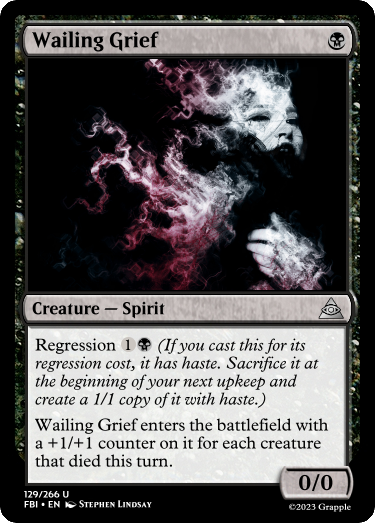 Wailing Grief
Creature — Spirit
Regression 1 (If you cast this for its
regression cost, it has haste. Sacrifice it at
the beginning of your next upkeep and
create a 1/1 copy of it with haste.)
Wailing Grief enters the battlefield with
a +1/+1 counter on it for each creature
that died this turn.
0/0
129/266 U
FBI • EN Stephen Lindsay
©2023 Grapple